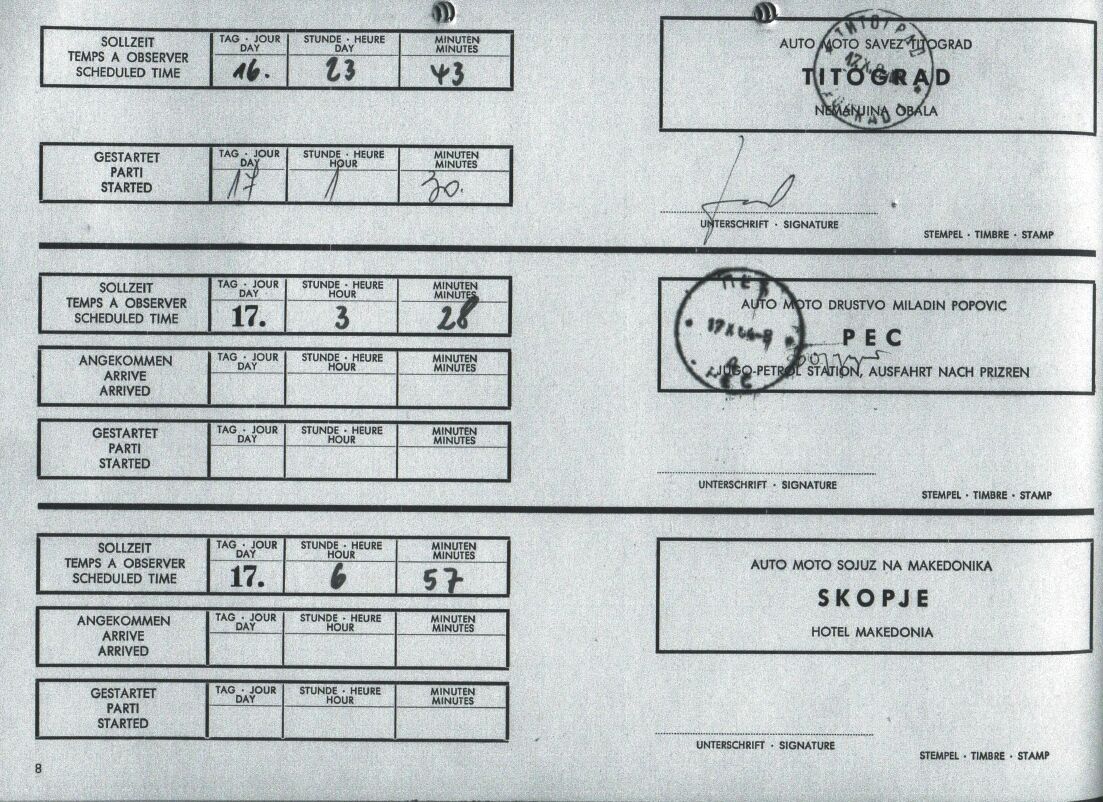 SOLLZEIT
TEMPS A OBSERVER
SCHEDULED TIME
TAG · JOUR
DAY
16.
STUNDE · HEURE
DAY
23
MINUTEN
MINUTES
43
AUTO MOTO SAVEZ TITOGRAD
TITOGRAD
NEMANJINA OBALA
GESTARTET
PARTI
STARTED
TAG · JOUR
DAY
17
STUNDE · HEURE
HOUR
1
MINUTEN
MINUTES
30.
UNTERSCHRIFT · SIGNATURE
STEMPEL · TIMBRE · STAMP
SOLLZEIT
TEMPS A OBSERVER
SCHEDULED TIME
TAG · JOUR
DAY
17.
STUNDE · HEURE
HOUR
3
MINUTEN
MINUTES
28
AUTO MOTO DRUSTVO MILADIN POPOVIC
PEC
JUGO-PETROL STATION, AUSFAHRT NACH PRIZREN
ANGEKOMMEN
ARRIVE
ARRIVED
TAG · JOUR
DAY
STUNDE · HEURE
HOUR
MINUTEN
MINUTES
GESTARTET
PARTI
STARTED
TAG · JOUR
DAY
STUNDE · HEURE
HOUR
MINUTEN
MINUTES
UNTERSCHRIFT · SIGNATURE
STEMPEL · TIMBRE · STAMP
SOLLZEIT
TEMPS A OBSERVER
SCHEDULED TIME
TAG · JOUR
DAY
17.
STUNDE · HEURE
HOUR
6
MINUTEN
MINUTES
57
AUTO MOTO SOJUZ NA MAKEDONIKA
SKOPJE
HOTEL MAKEDONIA
ANGEKOMMEN
ARRIVE
ARRIVED
TAG · JOUR
DAY
STUNDE · HEURE
HOUR
MINUTEN
MINUTES
GESTARTET
PARTI
STARTED
TAG · JOUR
DAY
STUNDE · HEURE
HOUR
MINUTEN
MINUTES
UNTERSCHRIFT · SIGNATURE
STEMPEL · TIMBRE · STAMP
8